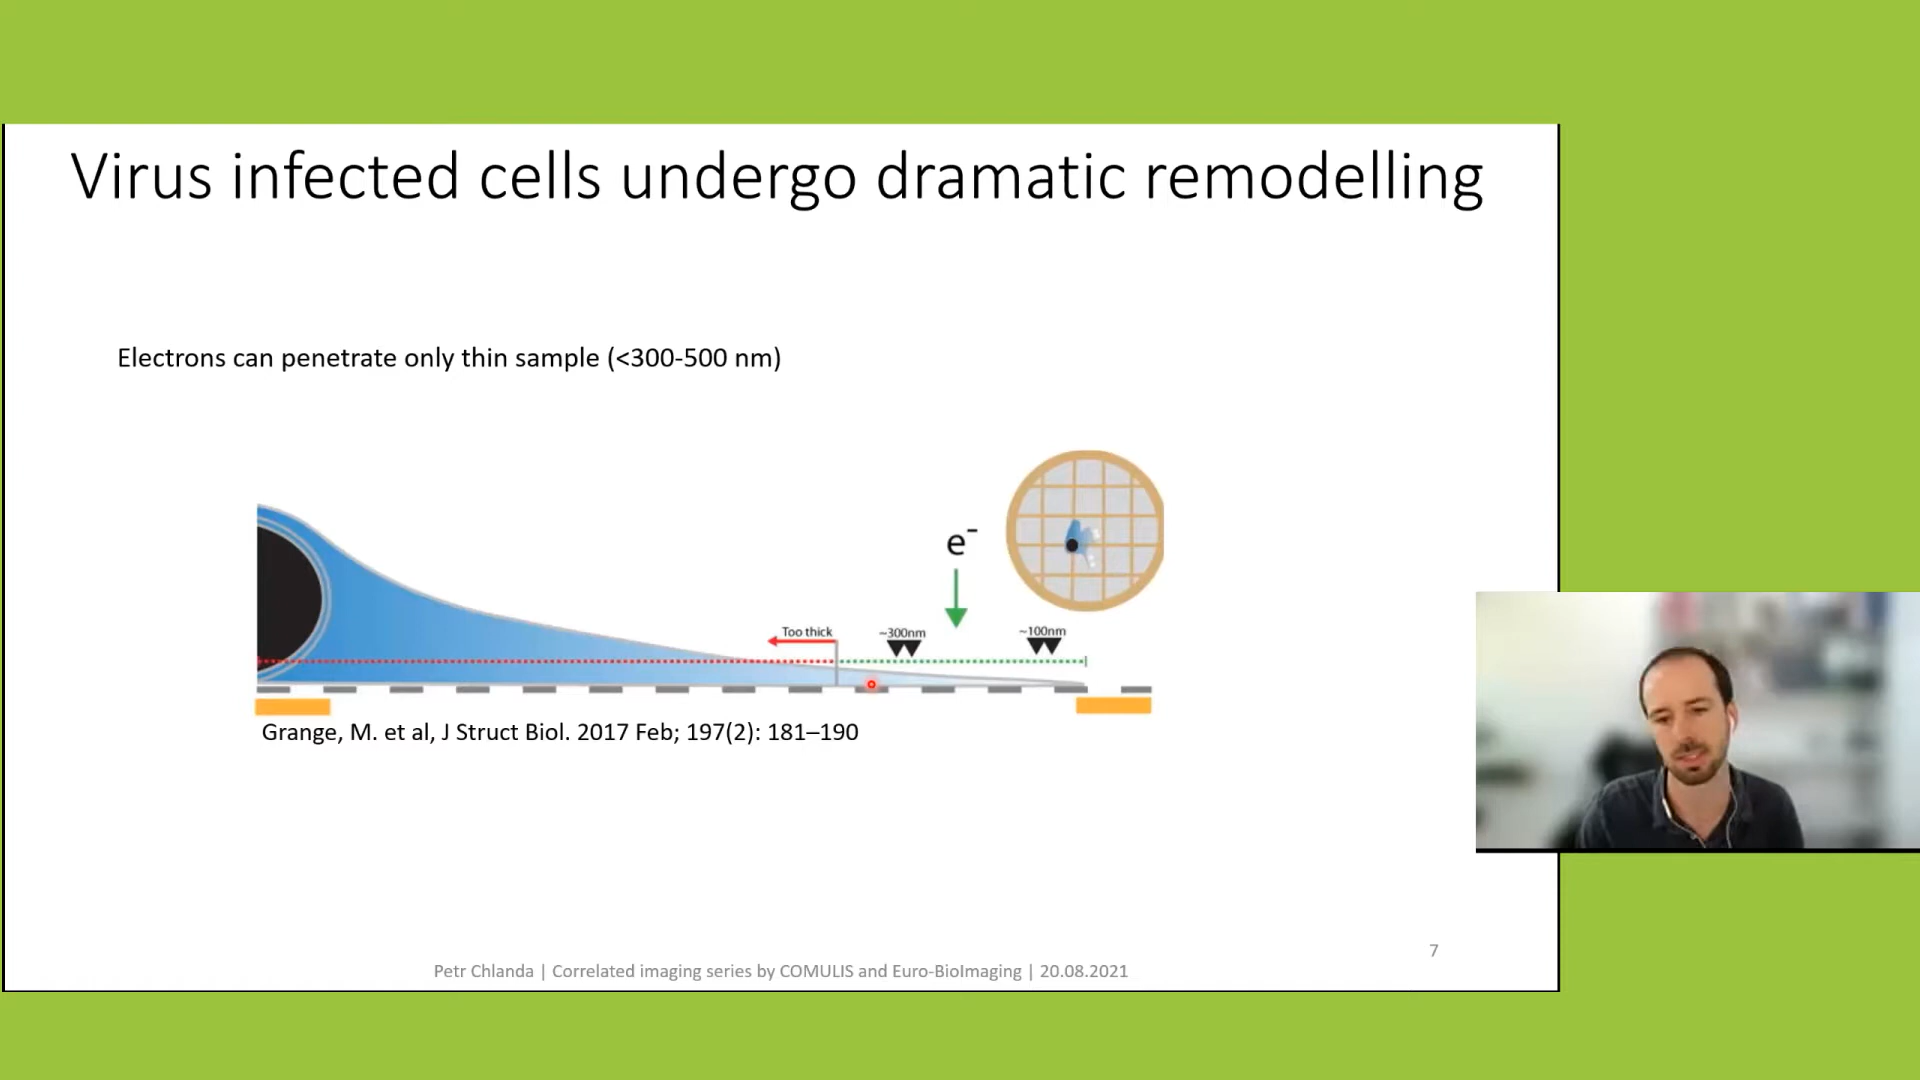 Virus infected cells undergo dramatic remodelling
Electrons can penetrate only thin sample (<300-500 nm)
e⁻
Too thick
~300nm
~100nm
Grange, M. et al, J Struct Biol. 2017 Feb; 197(2): 181–190
7
Petr Chlanda | Correlated imaging series by COMULIS and Euro-BioImaging | 20.08.2021